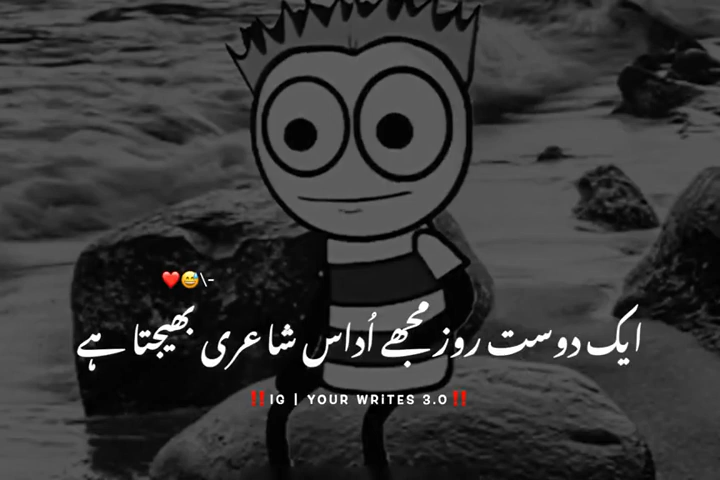 ❤️😅\-
ایک دوست روز مجھے اُداس شاعری بھیجتا ہے
‼️IG | YOUR WRITES 3.0‼️